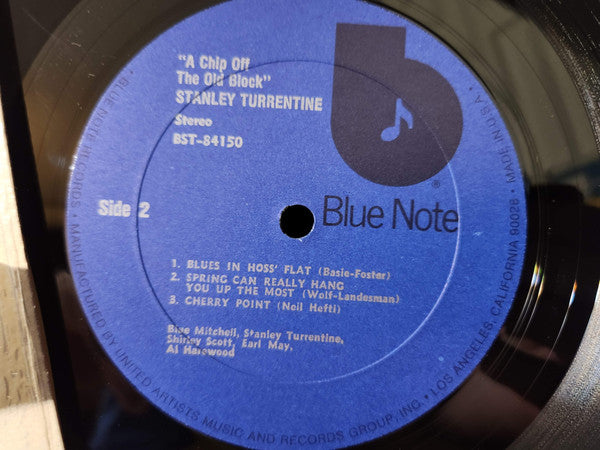 "A Chip Off
The Old Block"
STANLEY TURRENTINE
Stereo
BST-84150
Side 2
Blue Note
®
1. BLUES IN HOSS' FLAT (Basie-Foster)
2. SPRING CAN REALLY HANG
YOU UP THE MOST (Wolf-Landesman)
3. CHERRY POINT (Neil Hefti)
Blue Mitchell, Stanley Turrentine,
Shirley Scott, Earl May,
Al Harewood
• BLUE NOTE RECORDS • MANUFACTURED BY UNITED ARTISTS MUSIC AND RECORDS GROUP, INC. • LOS ANGELES, CALIFORNIA 90028 • MADE IN U.S.A.